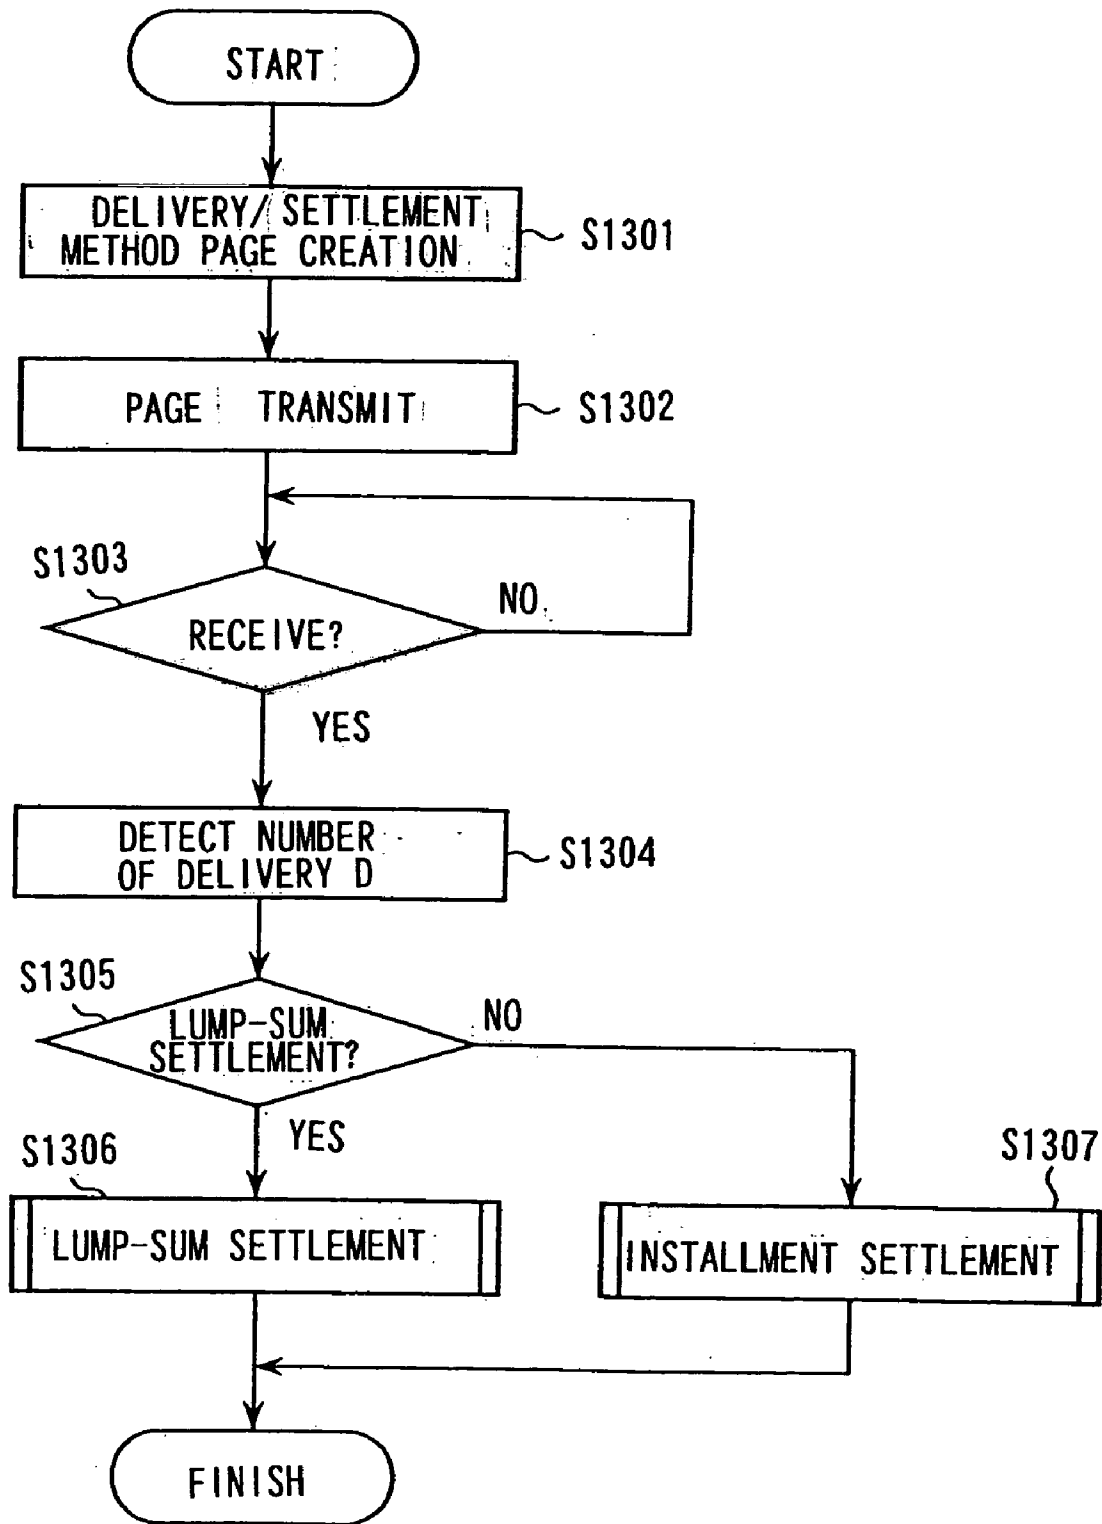 START
DELIVERY/ SETTLEMENT
METHOD PAGE CREATION
S1301
PAGE TRANSMIT
S1302
S1303
RECEIVE?
NO
YES
DETECT NUMBER
OF DELIVERY D
S1304
S1305
LUMP-SUM
SETTLEMENT?
NO
YES
S1306
LUMP-SUM SETTLEMENT
S1307
INSTALLMENT SETTLEMENT
FINISH